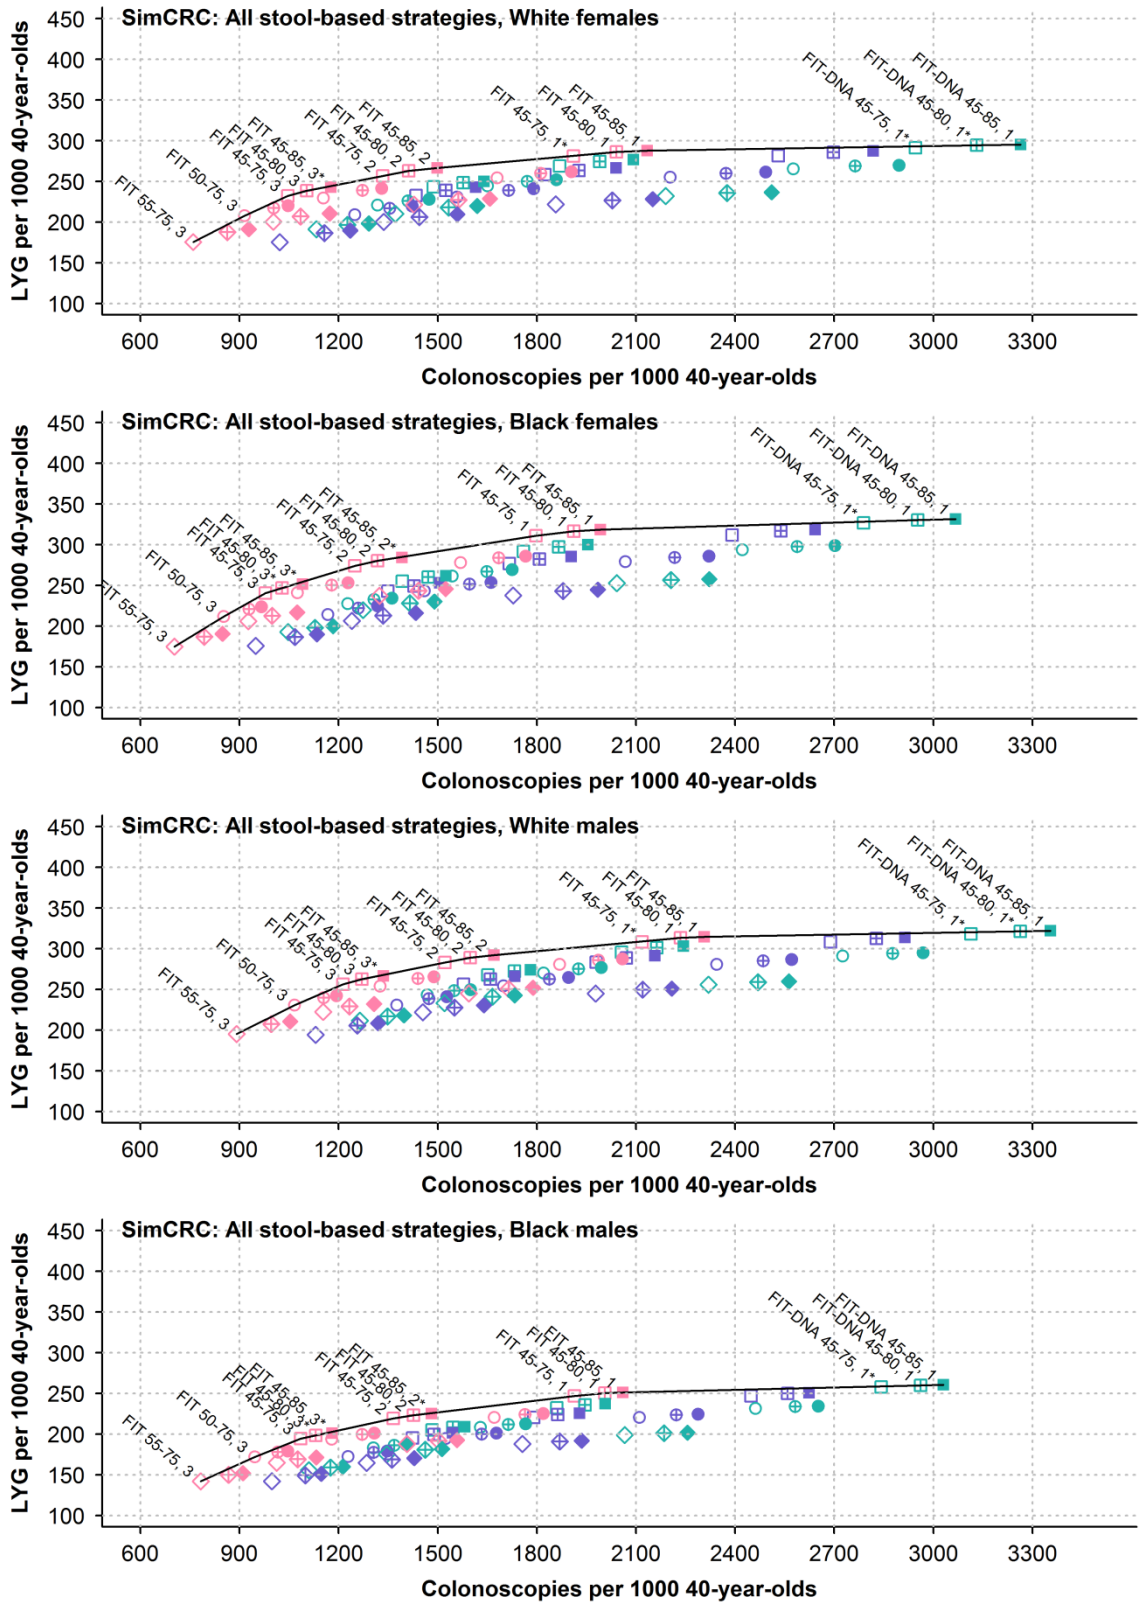 SimCRC: All stool-based strategies, White females
LYG per 1000 40-year-olds
450
400
350
300
250
200
150
100
FIT 55-75, 3
FIT 50-75, 3
FIT 45-75, 3
FIT 45-80, 3
FIT 45-85, 3*
FIT 45-75, 2
FIT 45-80, 2
FIT 45-85, 2
FIT 45-75, 1*
FIT 45-80, 1
FIT 45-85, 1
FIT-DNA 45-75, 1*
FIT-DNA 45-80, 1*
FIT-DNA 45-85, 1
600 900 1200 1500 1800 2100 2400 2700 3000 3300
Colonoscopies per 1000 40-year-olds
SimCRC: All stool-based strategies, Black females
LYG per 1000 40-year-olds
450
400
350
300
250
200
150
100
FIT 55-75, 3
FIT 50-75, 3
FIT 45-75, 3
FIT 45-80, 3*
FIT 45-85, 3*
FIT 45-75, 2
FIT 45-80, 2
FIT 45-85, 2*
FIT 45-75, 1
FIT 45-80, 1
FIT 45-85, 1
FIT-DNA 45-75, 1*
FIT-DNA 45-80, 1
FIT-DNA 45-85, 1
600 900 1200 1500 1800 2100 2400 2700 3000 3300
Colonoscopies per 1000 40-year-olds
SimCRC: All stool-based strategies, White males
LYG per 1000 40-year-olds
450
400
350
300
250
200
150
100
FIT 55-75, 3
FIT 50-75, 3
FIT 45-75, 3
FIT 45-80, 3
FIT 45-85, 3*
FIT 45-75, 2
FIT 45-80, 2
FIT 45-85, 2
FIT 45-75, 1*
FIT 45-80, 1
FIT 45-85, 1
FIT-DNA 45-75, 1*
FIT-DNA 45-80, 1*
FIT-DNA 45-85, 1
600 900 1200 1500 1800 2100 2400 2700 3000 3300
Colonoscopies per 1000 40-year-olds
SimCRC: All stool-based strategies, Black males
LYG per 1000 40-year-olds
450
400
350
300
250
200
150
100
FIT 55-75, 3
FIT 50-75, 3
FIT 45-75, 3
FIT 45-80, 3*
FIT 45-85, 3*
FIT 45-75, 2
FIT 45-80, 2
FIT 45-85, 2*
FIT 45-75, 1
FIT 45-80, 1
FIT 45-85, 1
FIT-DNA 45-75, 1*
FIT-DNA 45-80, 1
FIT-DNA 45-85, 1
600 900 1200 1500 1800 2100 2400 2700 3000 3300
Colonoscopies per 1000 40-year-olds